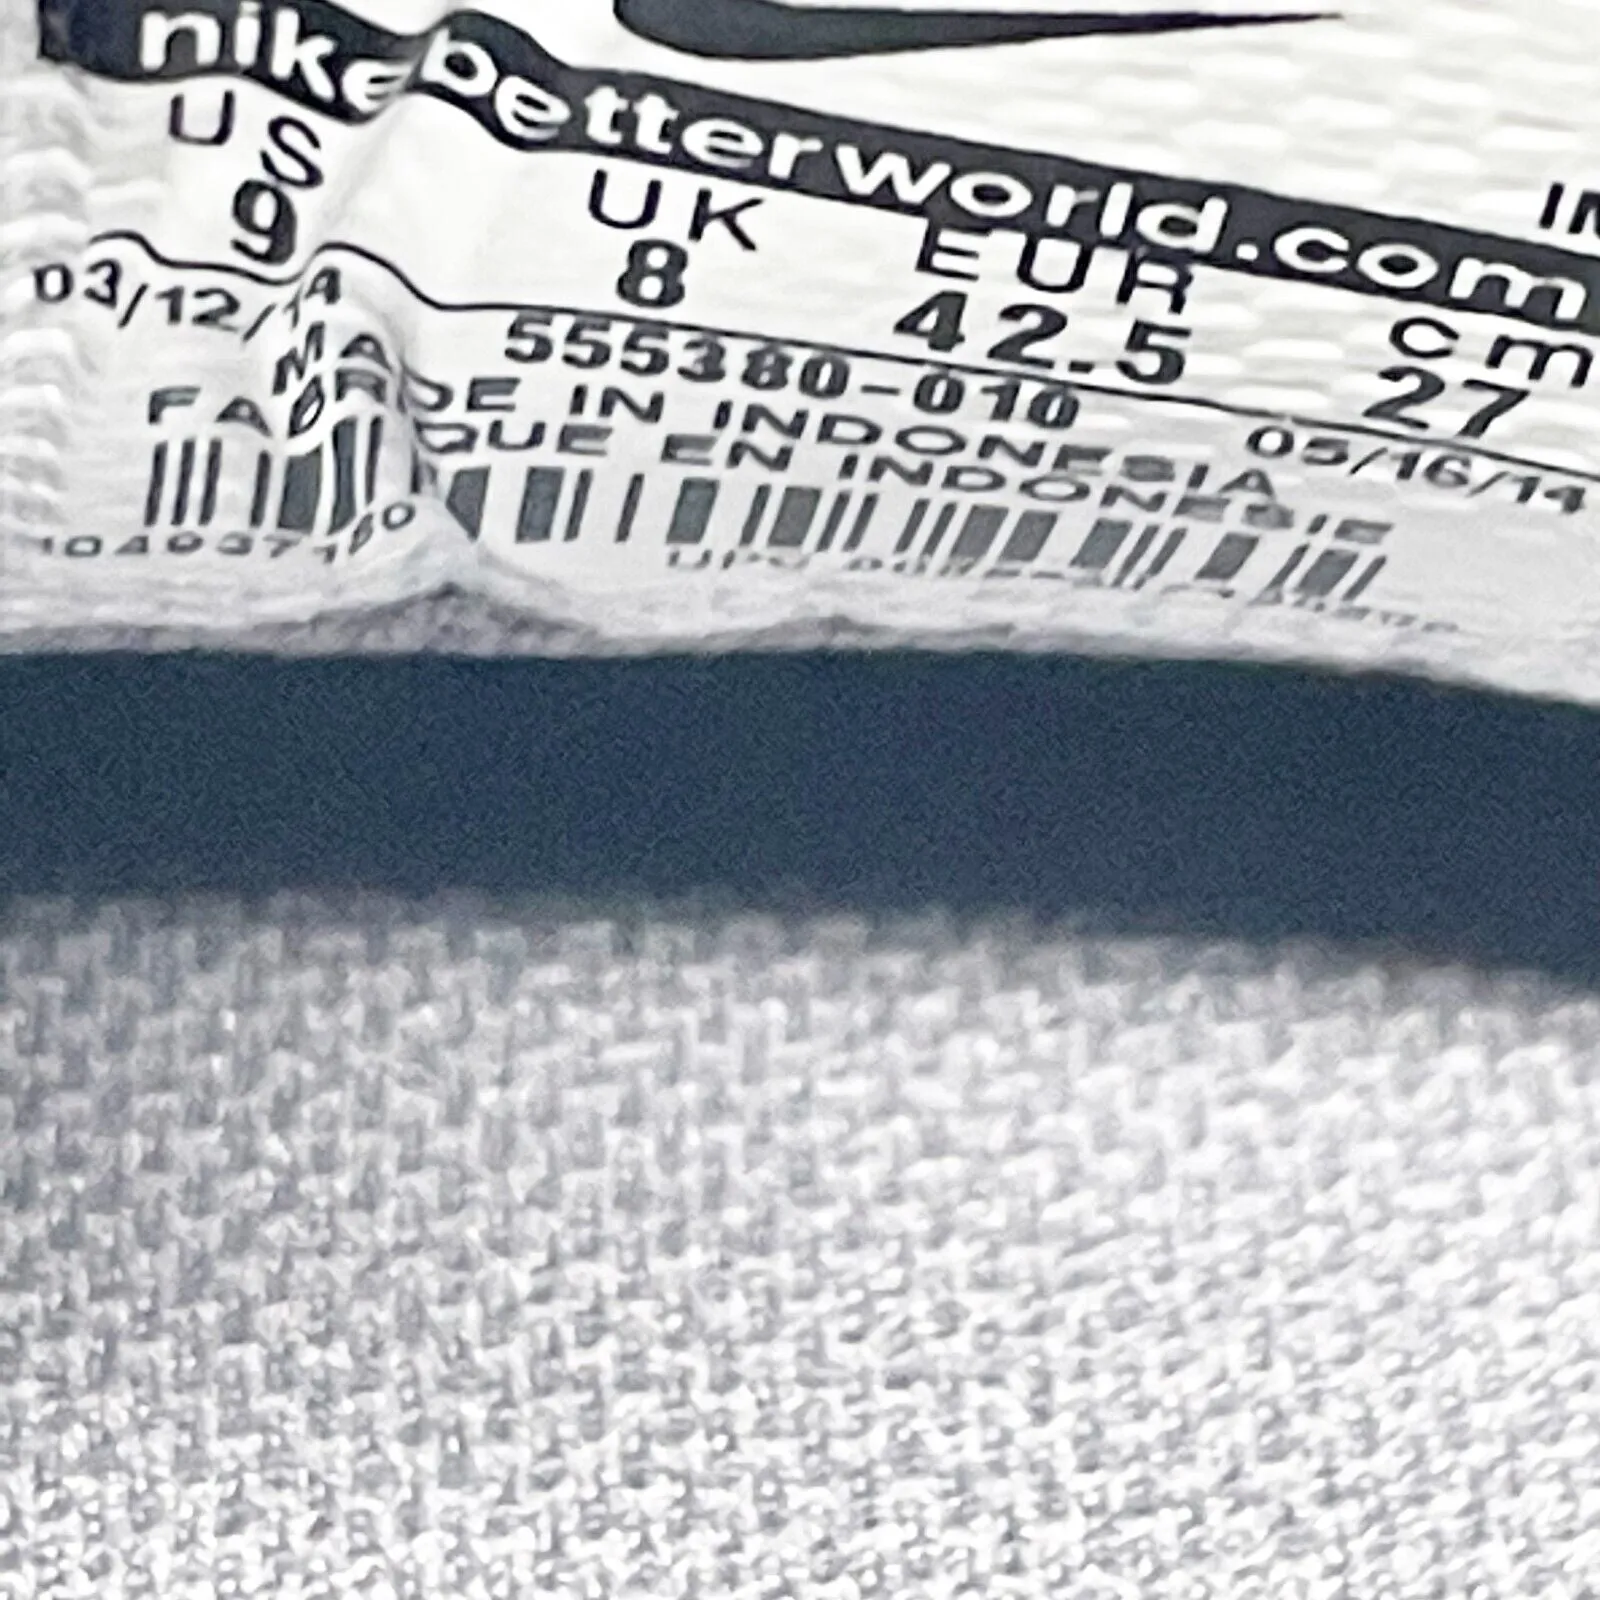 nikebetterworld.com
US UK EUR cm
9 8 42.5 27
03/12/14 555380-010 05/16/14
MADE IN INDONESIA
FABRIQUE EN INDONESIE